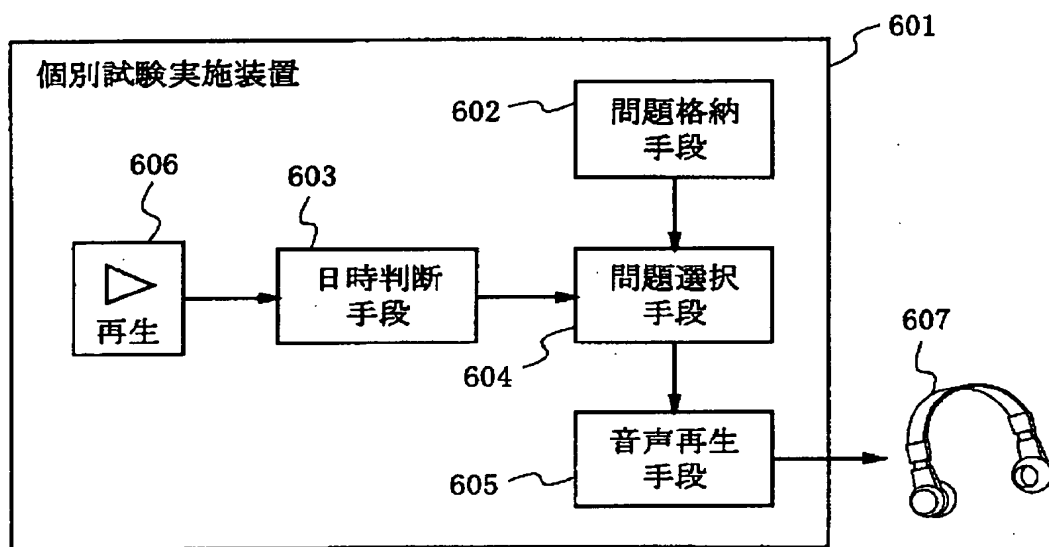 601
個別試験実施装置
602
問題格納
手段
606
603
再生
日時判断
手段
問題選択
手段
604
607
音声再生
手段
605